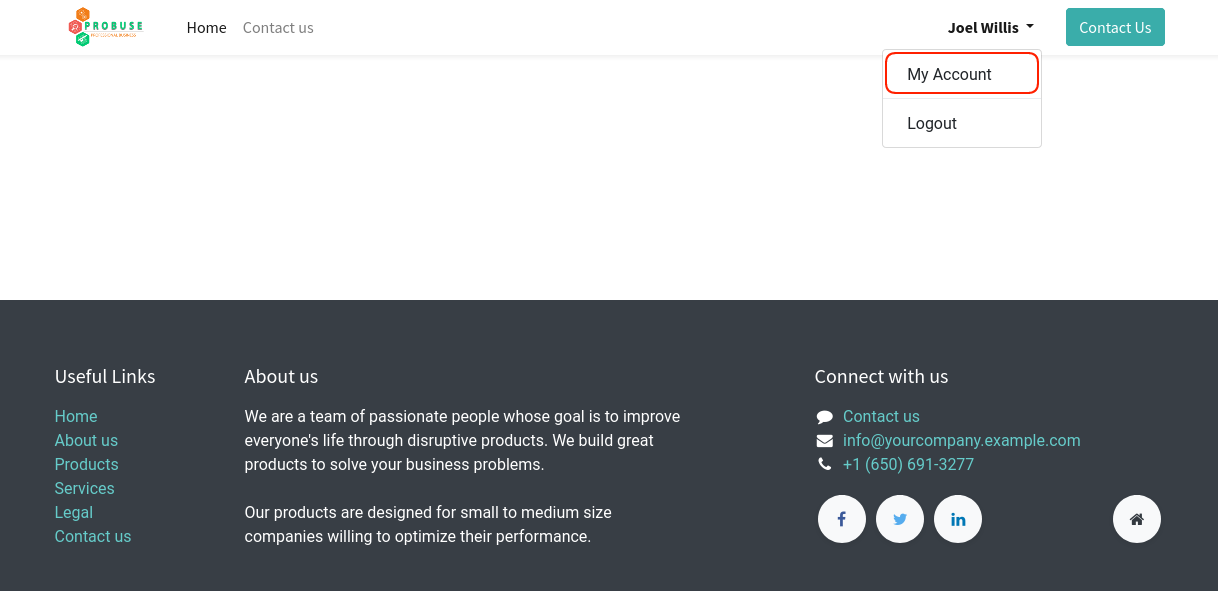 PROBUSE
PROFESSIONAL BUSINESS
Home
Contact us
Joel Willis
Contact Us
My Account
Logout
Useful Links
Home
About us
Products
Services
Legal
Contact us
About us
We are a team of passionate people whose goal is to improve
everyone's life through disruptive products. We build great
products to solve your business problems.
Our products are designed for small to medium size
companies willing to optimize their performance.
Connect with us
Contact us
info@yourcompany.example.com
+1 (650) 691-3277